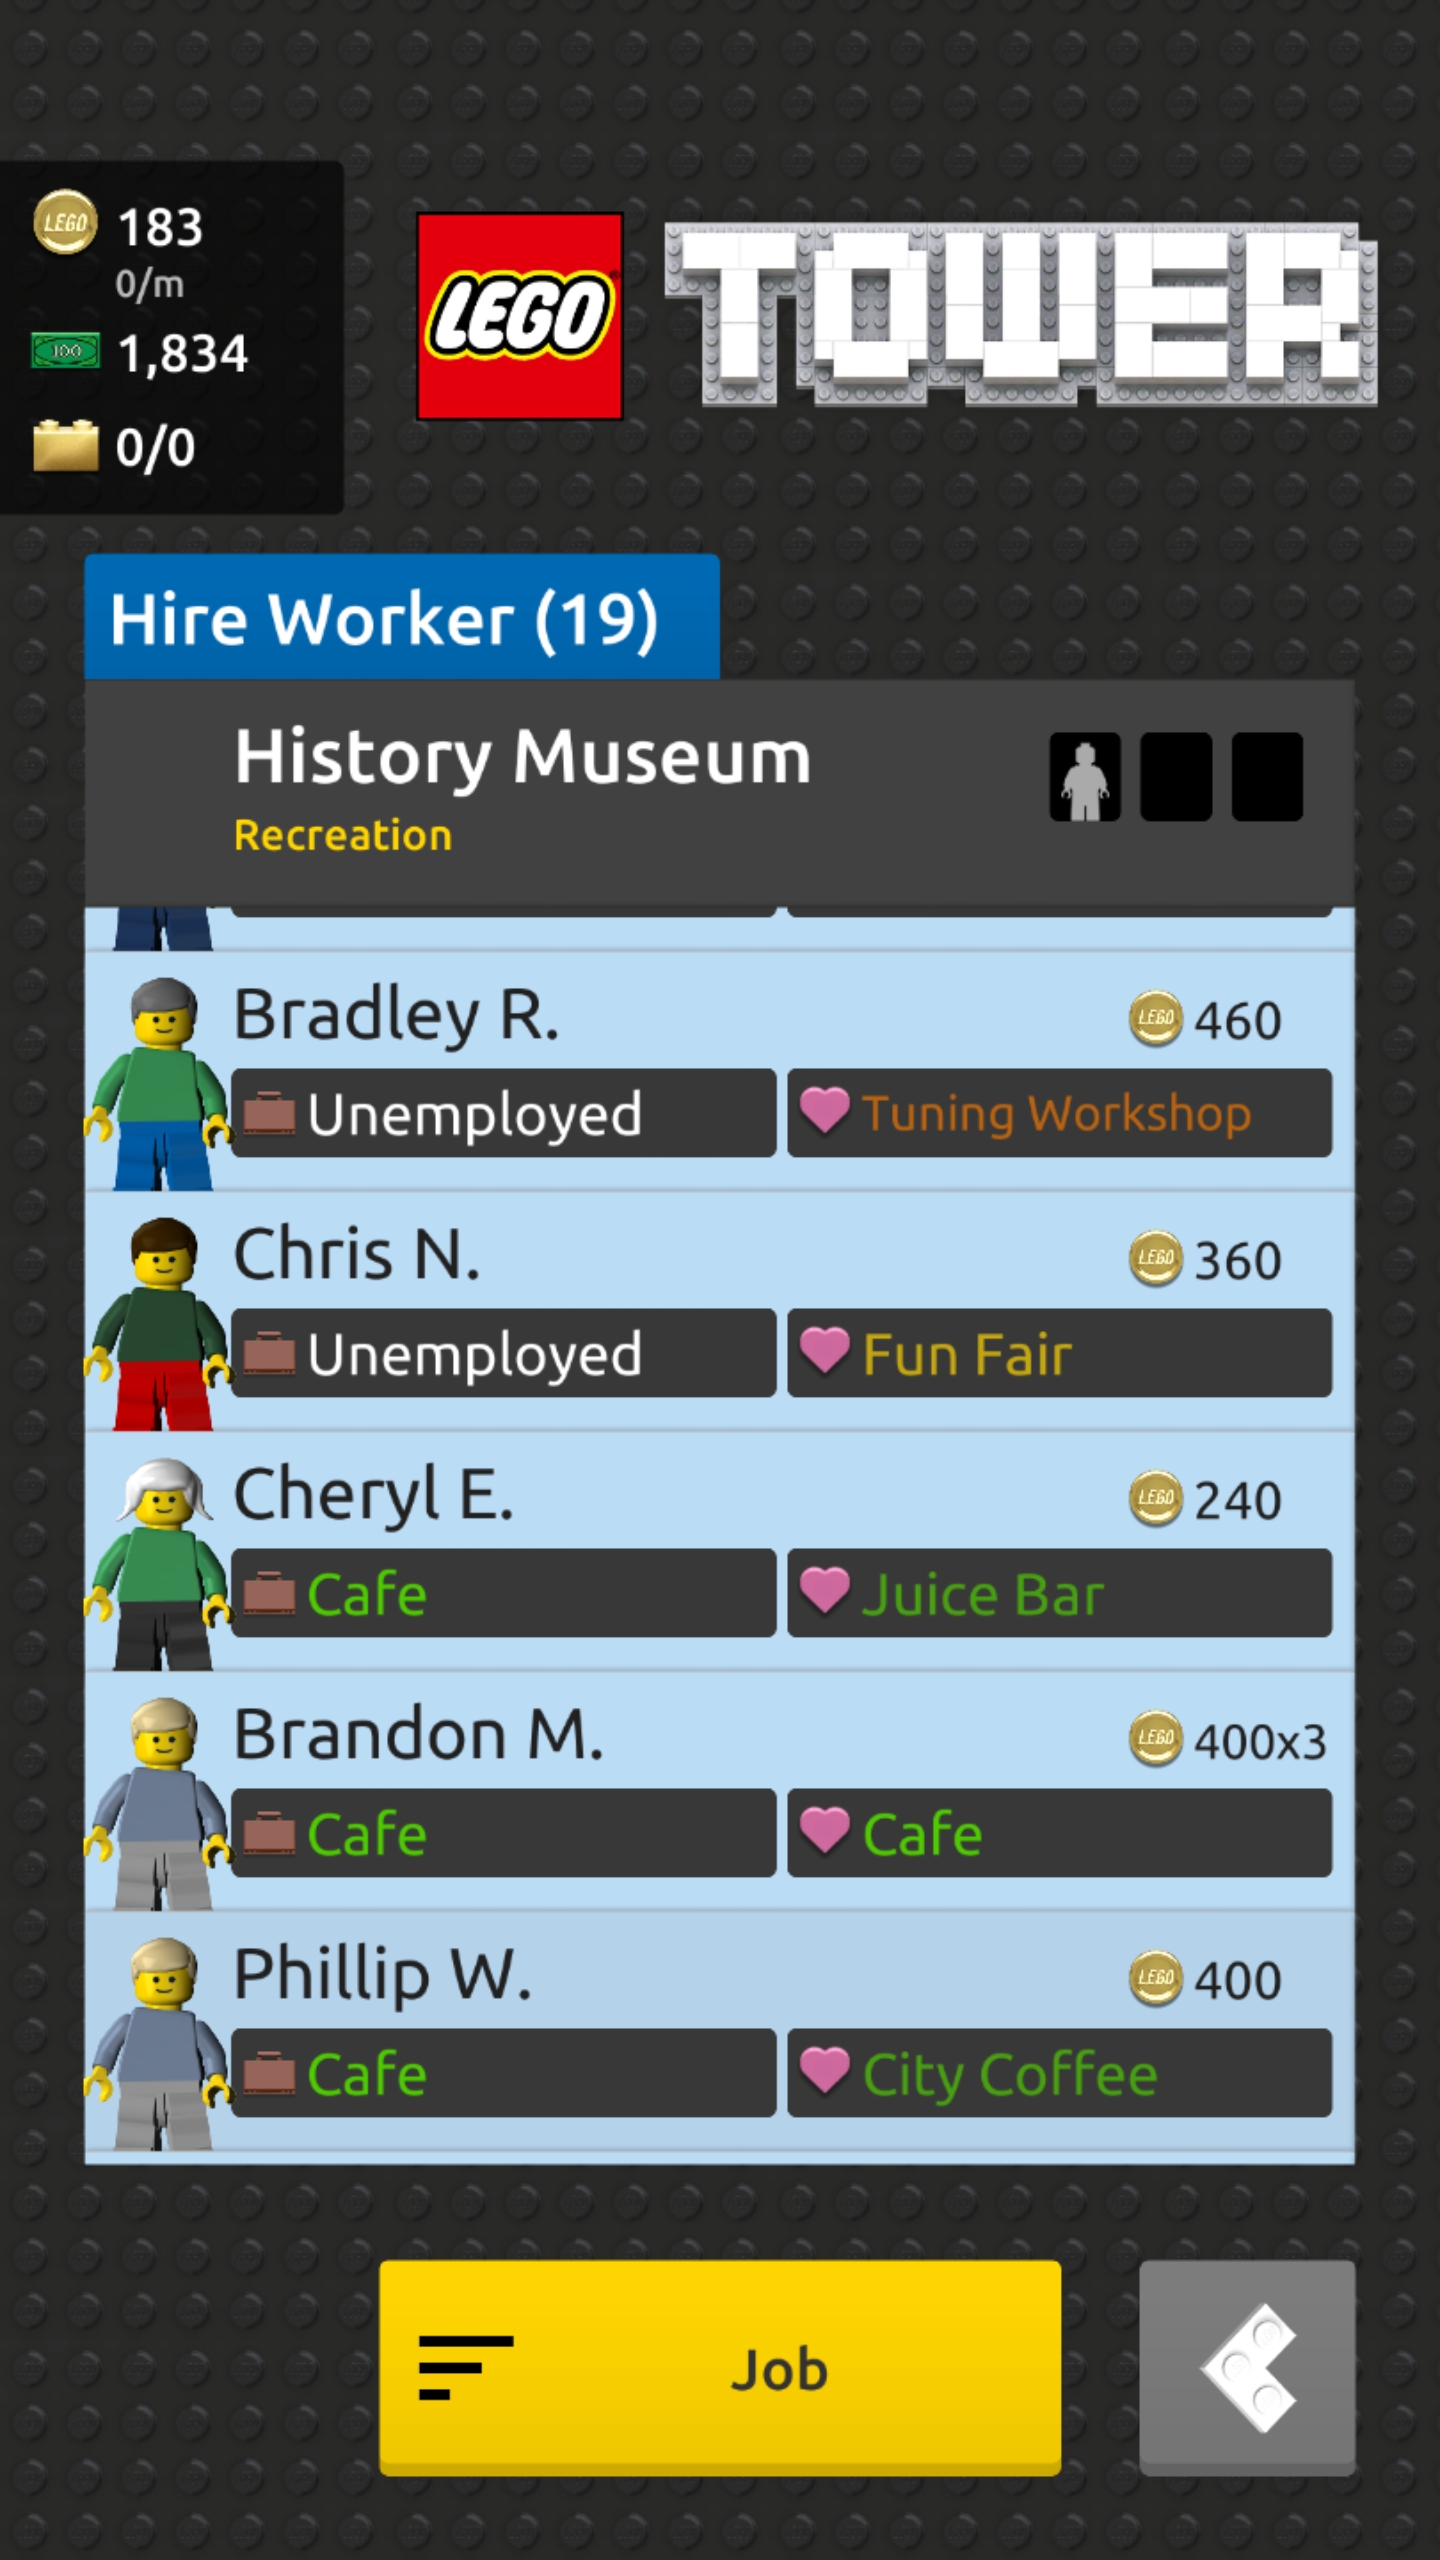 183
0/m
100
1,834
0/0
LEGO
TOWER
Hire Worker (19)
History Museum
Recreation
Bradley R.
LEGO 460
Unemployed
Tuning Workshop
Chris N.
LEGO 360
Unemployed
Fun Fair
Cheryl E.
LEGO 240
Cafe
Juice Bar
Brandon M.
LEGO 400x3
Cafe
Cafe
Phillip W.
LEGO 400
Cafe
City Coffee
Job